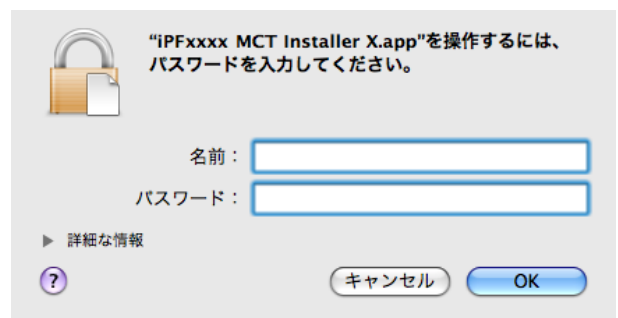 “iPFxxxx MCT Installer X.app”を操作するには、
パスワードを入力してください。
名前：
パスワード：
▶ 詳細な情報
? キャンセル OK